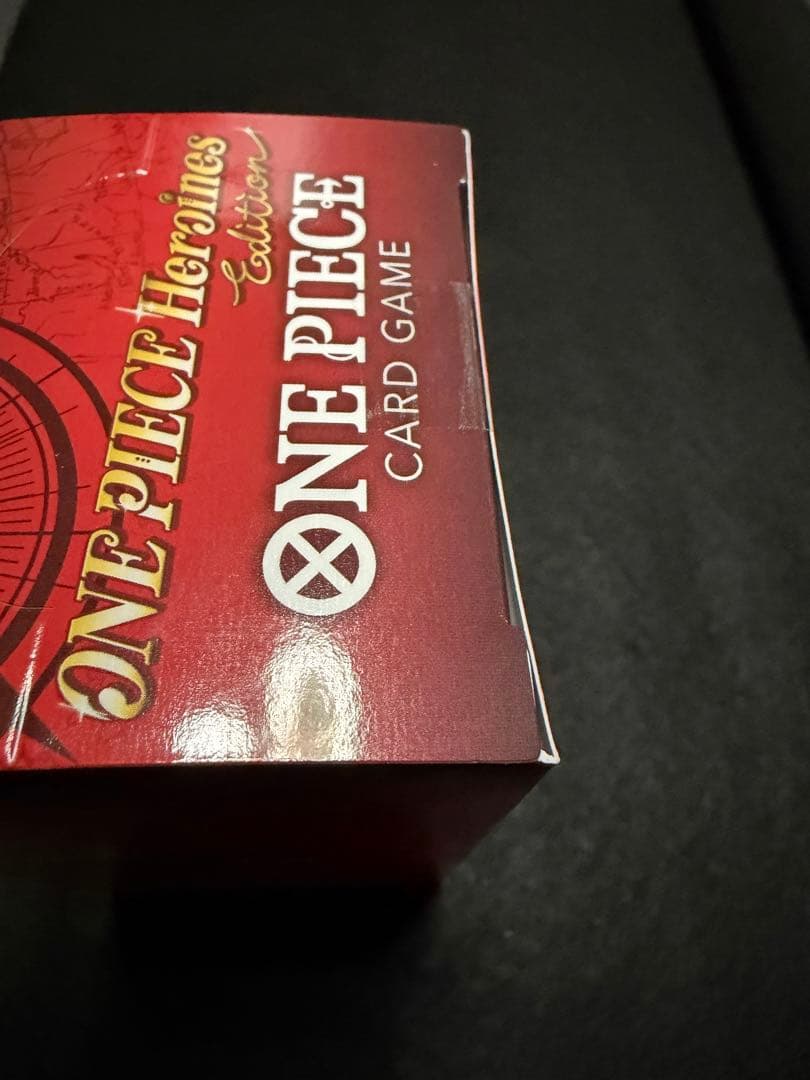 ONE PIECE Heroines
Edition
ONE PIECE
CARD GAME